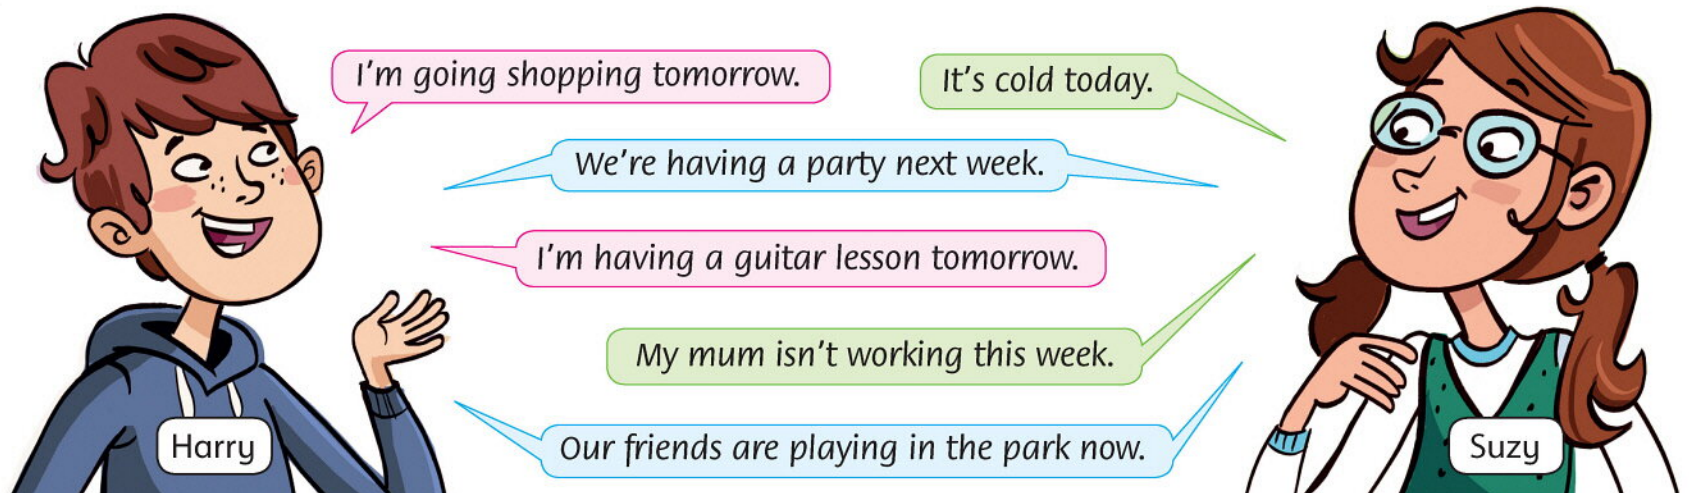 I'm going shopping tomorrow.
It's cold today.
We're having a party next week.
I'm having a guitar lesson tomorrow.
My mum isn't working this week.
Our friends are playing in the park now.
Harry
Suzy